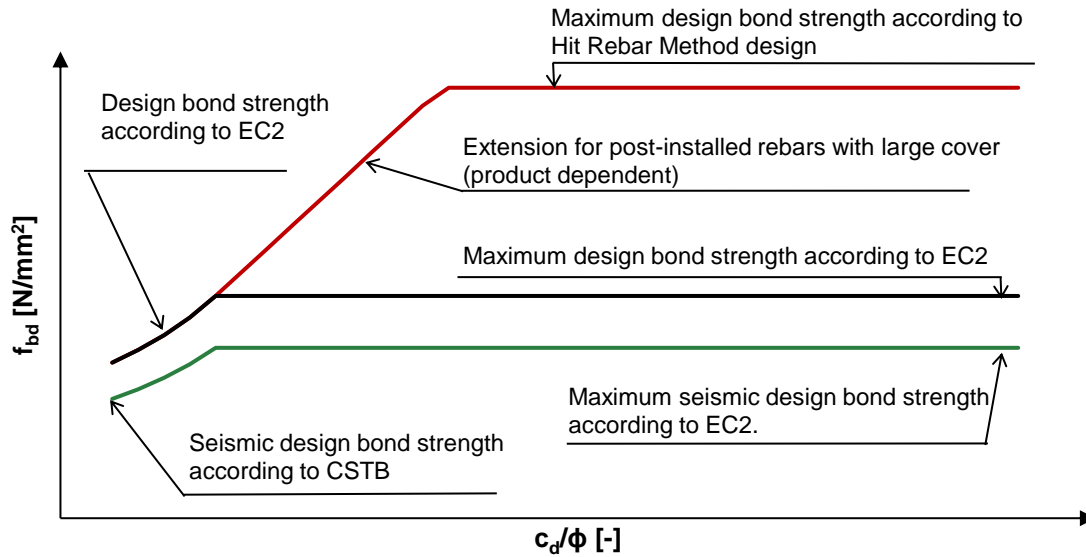 Maximum design bond strength according to
Hit Rebar Method design
Design bond strength
according to EC2
Extension for post-installed rebars with large cover
(product dependent)
Maximum design bond strength according to EC2
f_bd [N/mm²]
Maximum seismic design bond strength
according to EC2.
Seismic design bond strength
according to CSTB
c_d/ϕ [-]